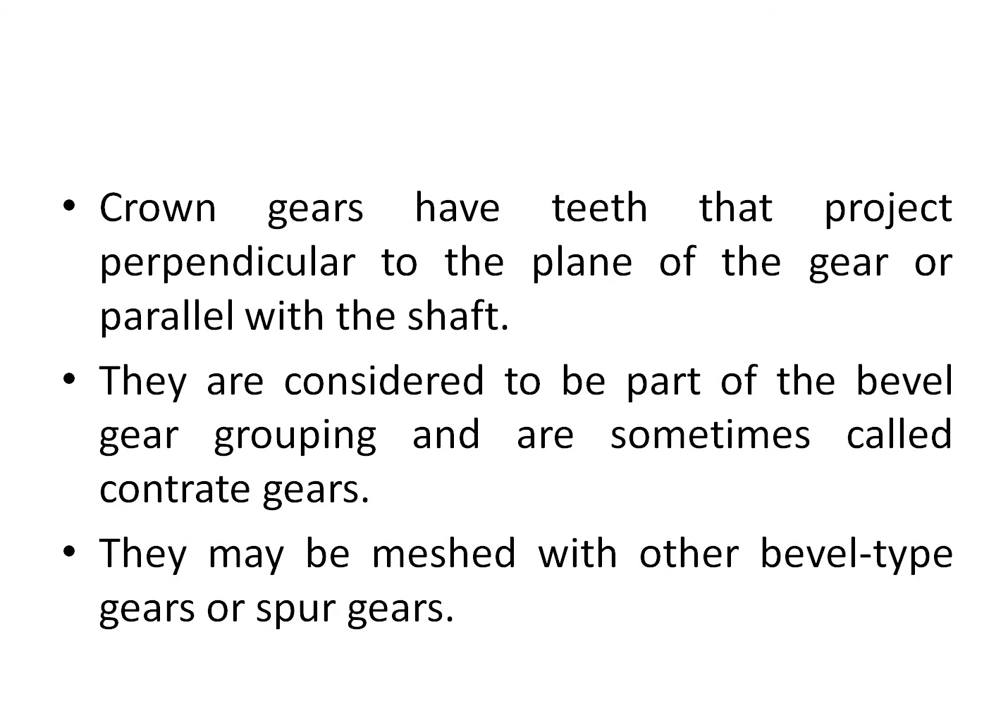 • Crown gears have teeth that project
perpendicular to the plane of the gear or
parallel with the shaft.
• They are considered to be part of the bevel
gear grouping and are sometimes called
contrate gears.
• They may be meshed with other bevel-type
gears or spur gears.